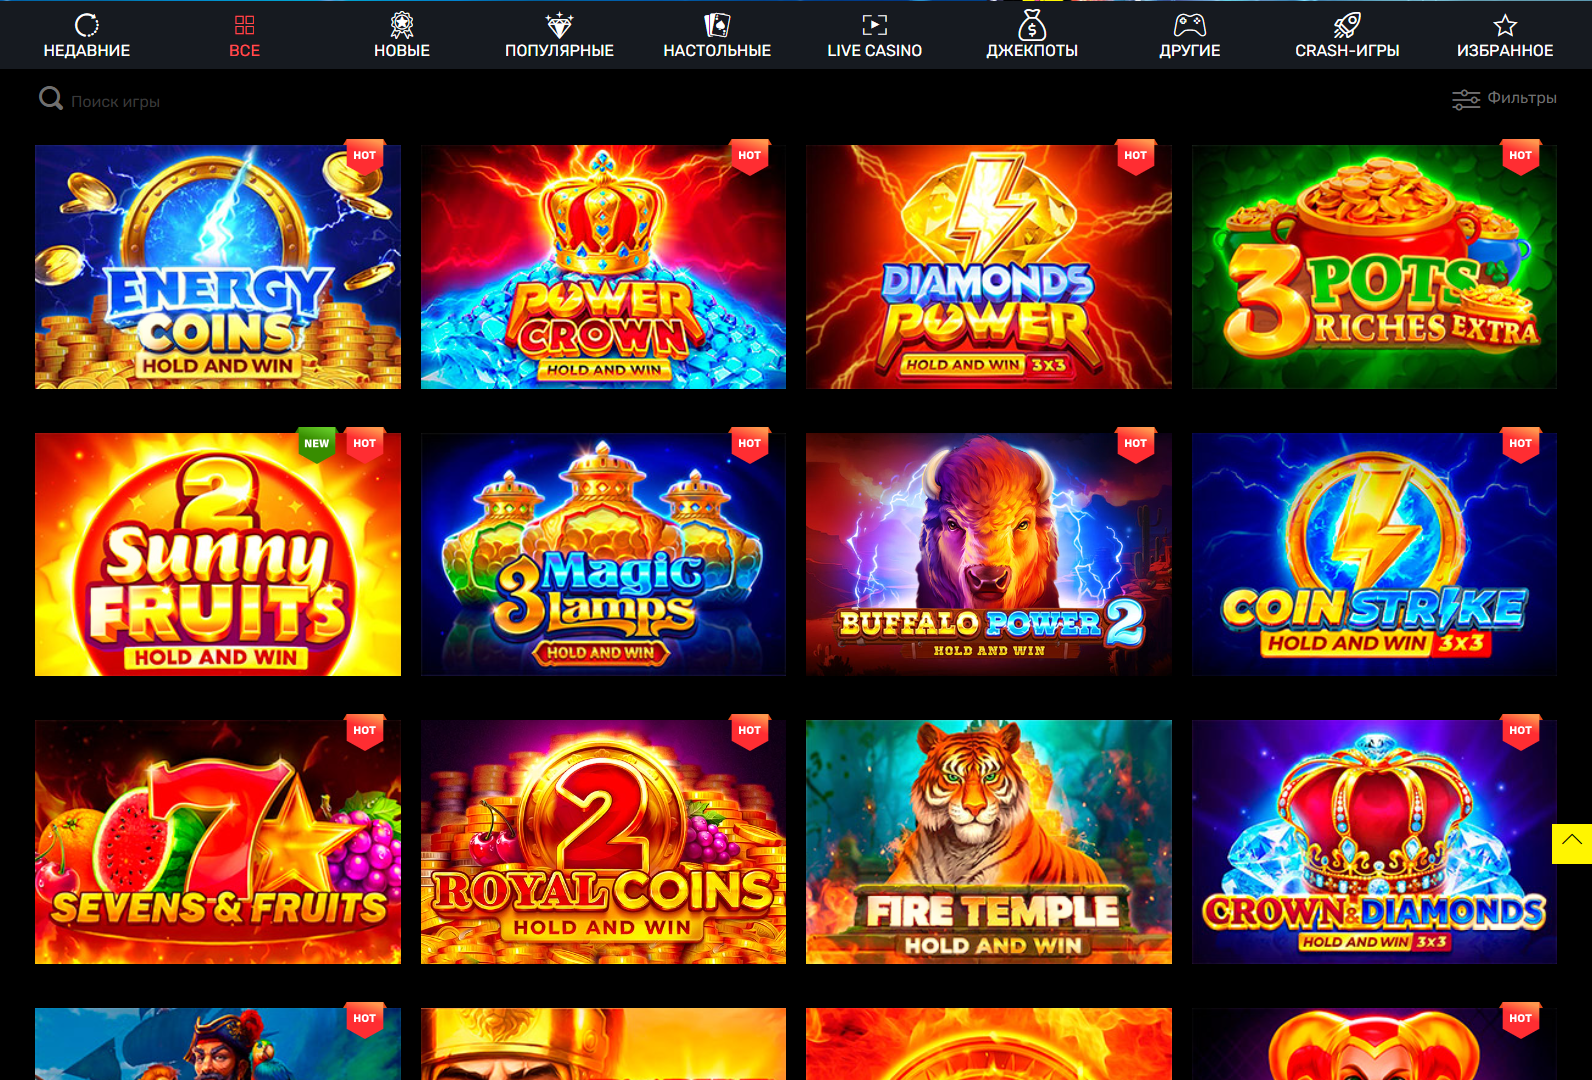 НЕДАВНИЕ
ВСЕ
НОВЫЕ
ПОПУЛЯРНЫЕ
НАСТОЛЬНЫЕ
LIVE CASINO
ДЖЕКПОТЫ
ДРУГИЕ
CRASH-ИГРЫ
ИЗБРАННОЕ
Поиск игры
Фильтры
HOT
ENERGY
COINS
HOLD AND WIN
HOT
POWER
CROWN
HOLD AND WIN
HOT
DIAMONDS
POWER
HOLD AND WIN 3x3
HOT
3 POTS
RICHES EXTRA
NEW
HOT
2
Sunny
FRUITS
HOLD AND WIN
HOT
3 Magic
Lamps
HOLD AND WIN
HOT
BUFFALO POWER 2
HOLD AND WIN
HOT
COIN STRIKE
HOLD AND WIN 3x3
HOT
7
SEVENS & FRUITS
HOT
2
ROYAL COINS
HOLD AND WIN
FIRE TEMPLE
HOLD AND WIN
HOT
CROWN & DIAMONDS
HOLD AND WIN 3x3
HOT
HOT